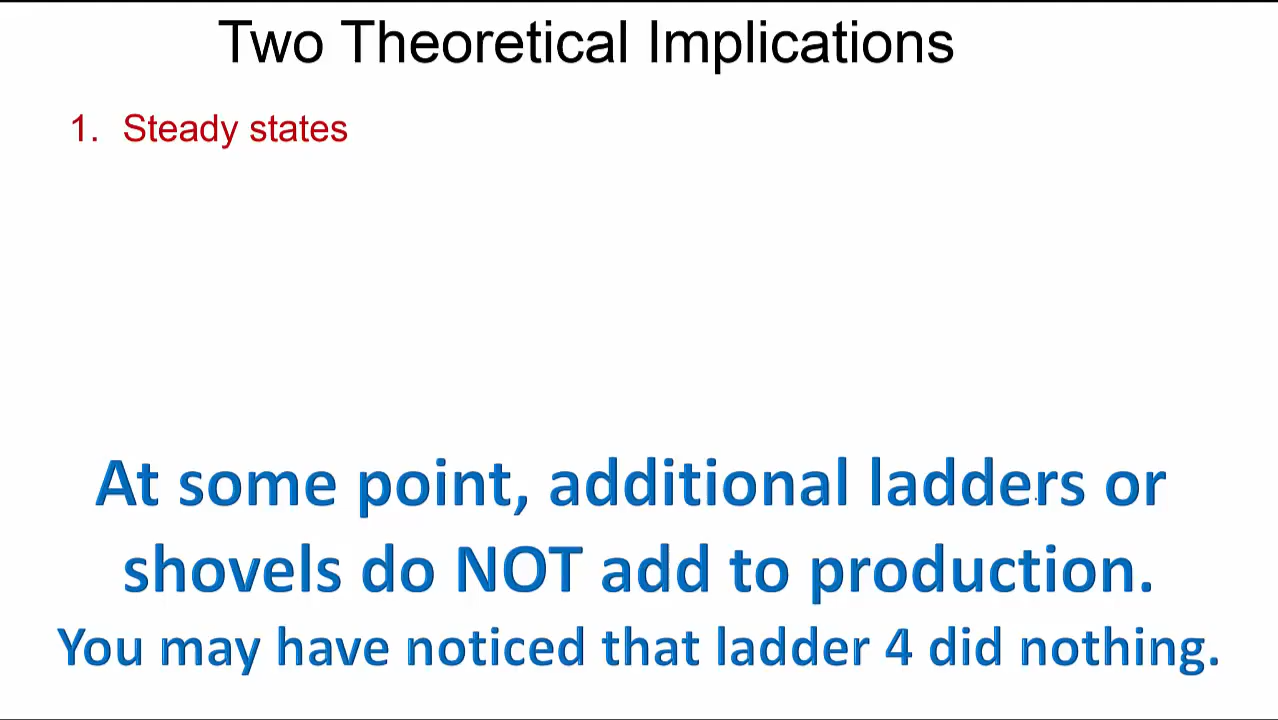 Two Theoretical Implications
1. Steady states
At some point, additional ladders or
shovels do NOT add to production.
You may have noticed that ladder 4 did nothing.